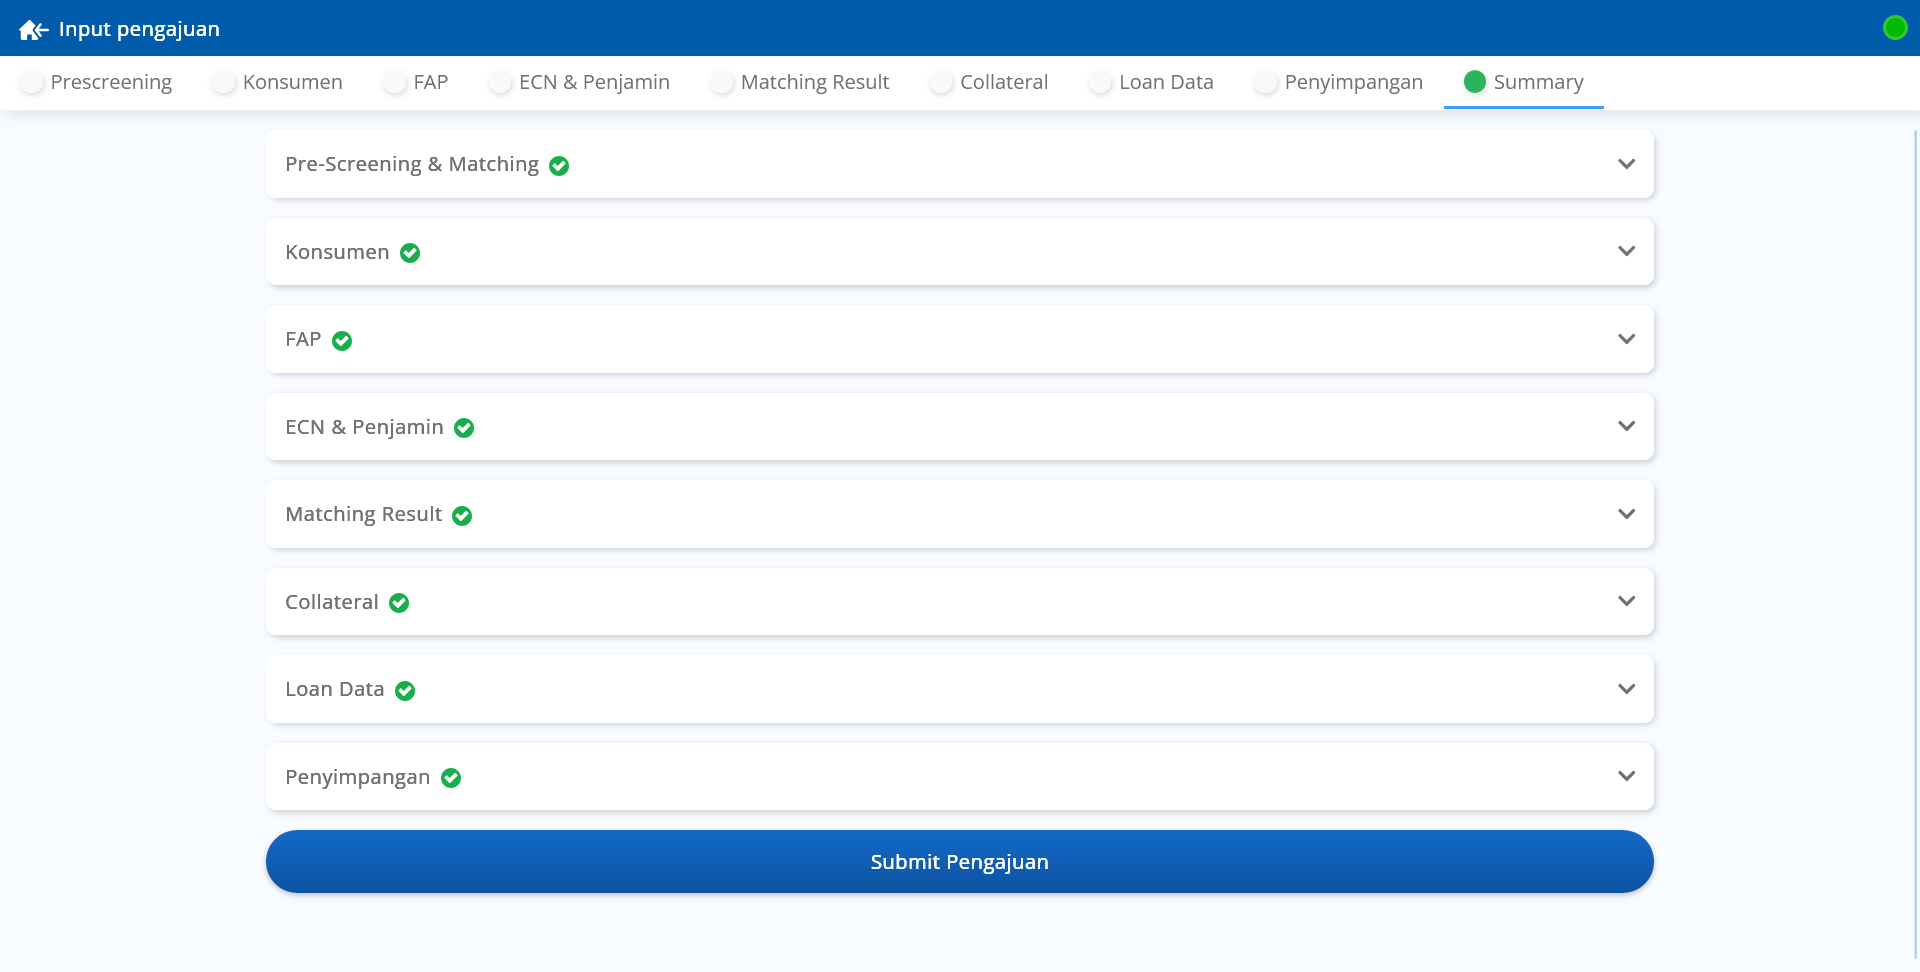 Input pengajuan
Prescreening Konsumen FAP ECN & Penjamin Matching Result Collateral Loan Data Penyimpangan Summary
Pre-Screening & Matching
Konsumen
FAP
ECN & Penjamin
Matching Result
Collateral
Loan Data
Penyimpangan
Submit Pengajuan